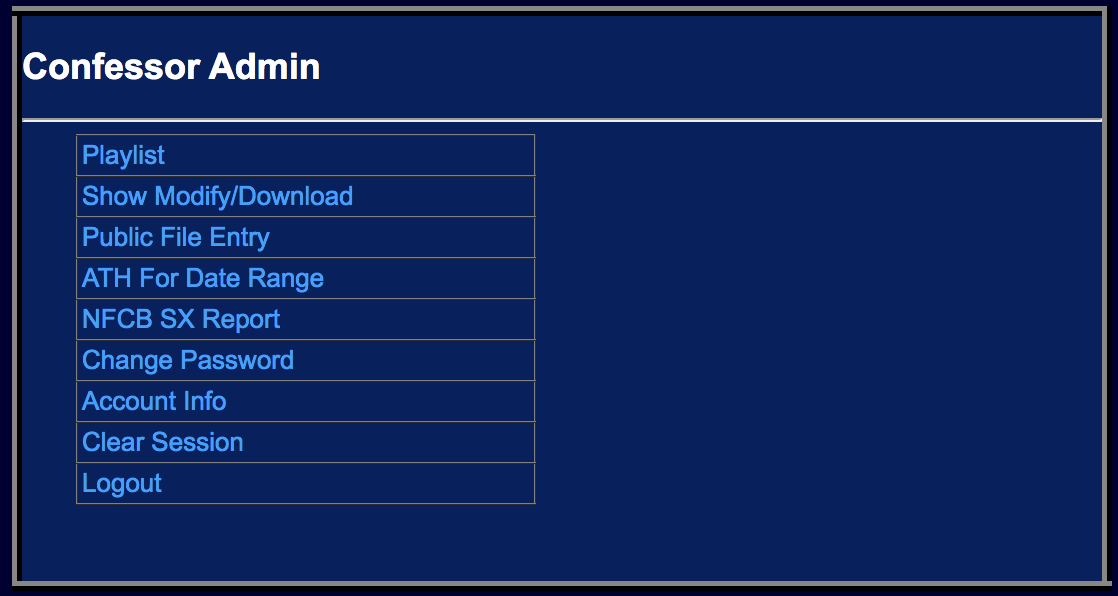 Confessor Admin
Playlist
Show Modify/Download
Public File Entry
ATH For Date Range
NFCB SX Report
Change Password
Account Info
Clear Session
Logout